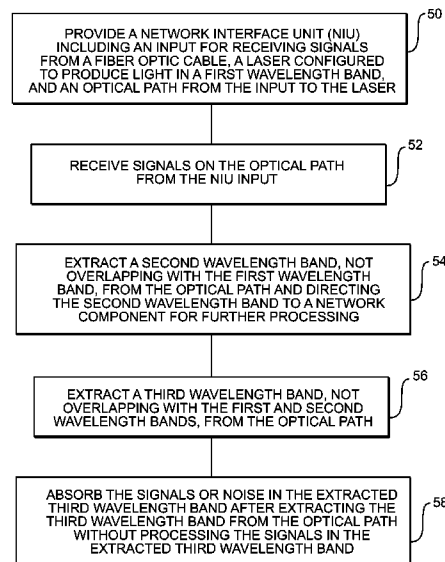 PROVIDE A NETWORK INTERFACE UNIT (NIU)
INCLUDING AN INPUT FOR RECEIVING SIGNALS
FROM A FIBER OPTIC CABLE, A LASER CONFIGURED
TO PRODUCE LIGHT IN A FIRST WAVELENGTH BAND,
AND AN OPTICAL PATH FROM THE INPUT TO THE LASER
50
RECEIVE SIGNALS ON THE OPTICAL PATH
FROM THE NIU INPUT
52
EXTRACT A SECOND WAVELENGTH BAND, NOT
OVERLAPPING WITH THE FIRST WAVELENGTH
BAND, FROM THE OPTICAL PATH AND DIRECTING
THE SECOND WAVELENGTH BAND TO A NETWORK
COMPONENT FOR FURTHER PROCESSING
54
EXTRACT A THIRD WAVELENGTH BAND, NOT
OVERLAPPING WITH THE FIRST AND SECOND
WAVELENGTH BANDS, FROM THE OPTICAL PATH
56
ABSORB THE SIGNALS OR NOISE IN THE EXTRACTED
THIRD WAVELENGTH BAND AFTER EXTRACTING THE
THIRD WAVELENGTH BAND FROM THE OPTICAL PATH
WITHOUT PROCESSING THE SIGNALS IN THE
EXTRACTED THIRD WAVELENGTH BAND
58